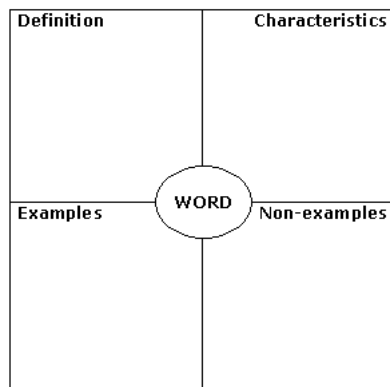 Definition
Characteristics
WORD
Examples
Non-examples